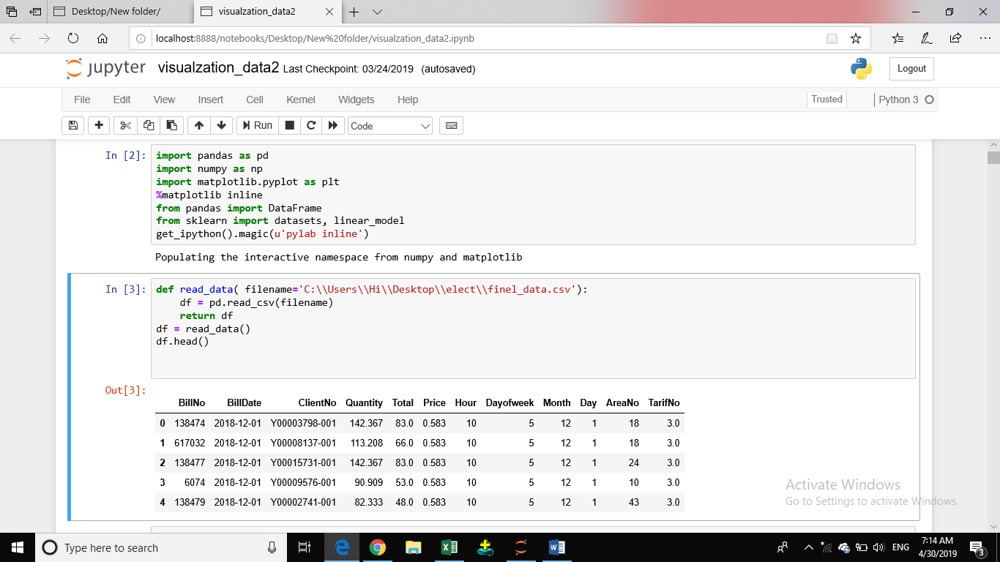 Desktop/New folder/
visualzation_data2
localhost:8888/notebooks/Desktop/New%20folder/visualzation_data2.ipynb
jupyter visualzation_data2 Last Checkpoint: 03/24/2019 (autosaved)
Logout
File Edit View Insert Cell Kernel Widgets Help
Trusted
Python 3
Run
Code
In [2]: import pandas as pd
import numpy as np
import matplotlib.pyplot as plt
%matplotlib inline
from pandas import DataFrame
from sklearn import datasets, linear_model
get_ipython().magic(u'pylab inline')
Populating the interactive namespace from numpy and matplotlib
In [3]: def read_data( filename='C:\\Users\\Hi\\Desktop\\elect\\finel_data.csv'):
df = pd.read_csv(filename)
return df
df = read_data()
df.head()
Out[3]:
BillNo BillDate ClientNo Quantity Total Price Hour Dayofweek Month Day AreaNo TarifNo
0 138474 2018-12-01 Y00003798-001 142.367 83.0 0.583 10 5 12 1 18 3.0
1 617032 2018-12-01 Y00008137-001 113.208 66.0 0.583 10 5 12 1 18 3.0
2 138477 2018-12-01 Y00015731-001 142.367 83.0 0.583 10 5 12 1 24 3.0
3 6074 2018-12-01 Y00009576-001 90.909 53.0 0.583 10 5 12 1 10 3.0
4 138479 2018-12-01 Y00002741-001 82.333 48.0 0.583 10 5 12 1 43 3.0
Activate Windows
Go to Settings to activate Windows.
Type here to search
ENG
7:14 AM
4/30/2019
3